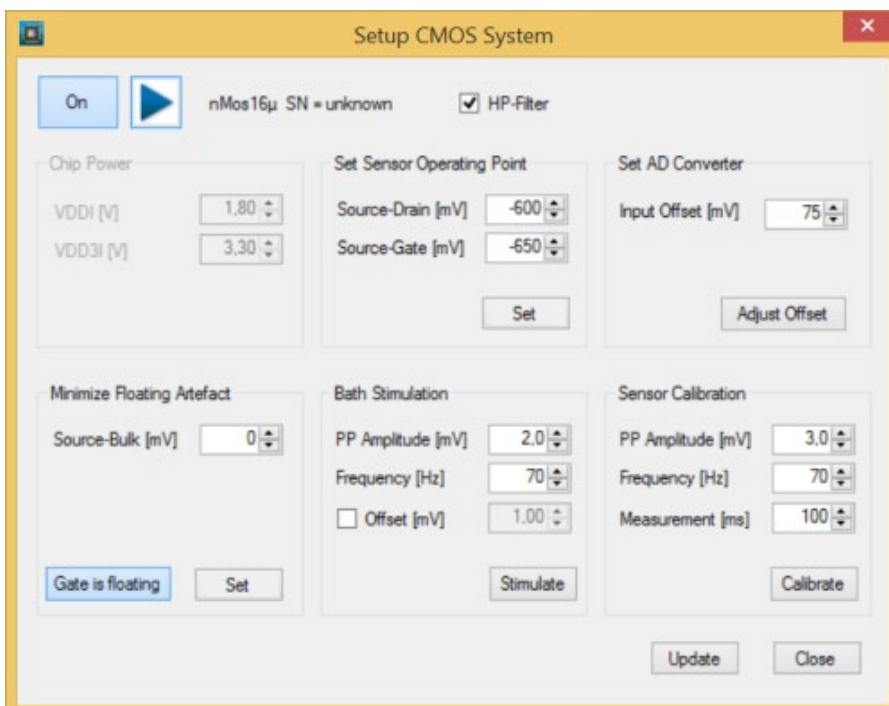 Setup CMOS System
On
nMos16µ SN = unknown
HP-Filter
Chip Power
VDDI [V] 1,80
VDD3I [V] 3,30
Set Sensor Operating Point
Source-Drain [mV] -600
Source-Gate [mV] -650
Set
Set AD Converter
Input Offset [mV] 75
Adjust Offset
Minimize Floating Artefact
Source-Bulk [mV] 0
Gate is floating
Set
Bath Stimulation
PP Amplitude [mV] 2,0
Frequency [Hz] 70
Offset [mV] 1,00
Stimulate
Sensor Calibration
PP Amplitude [mV] 3,0
Frequency [Hz] 70
Measurement [ms] 100
Calibrate
Update
Close